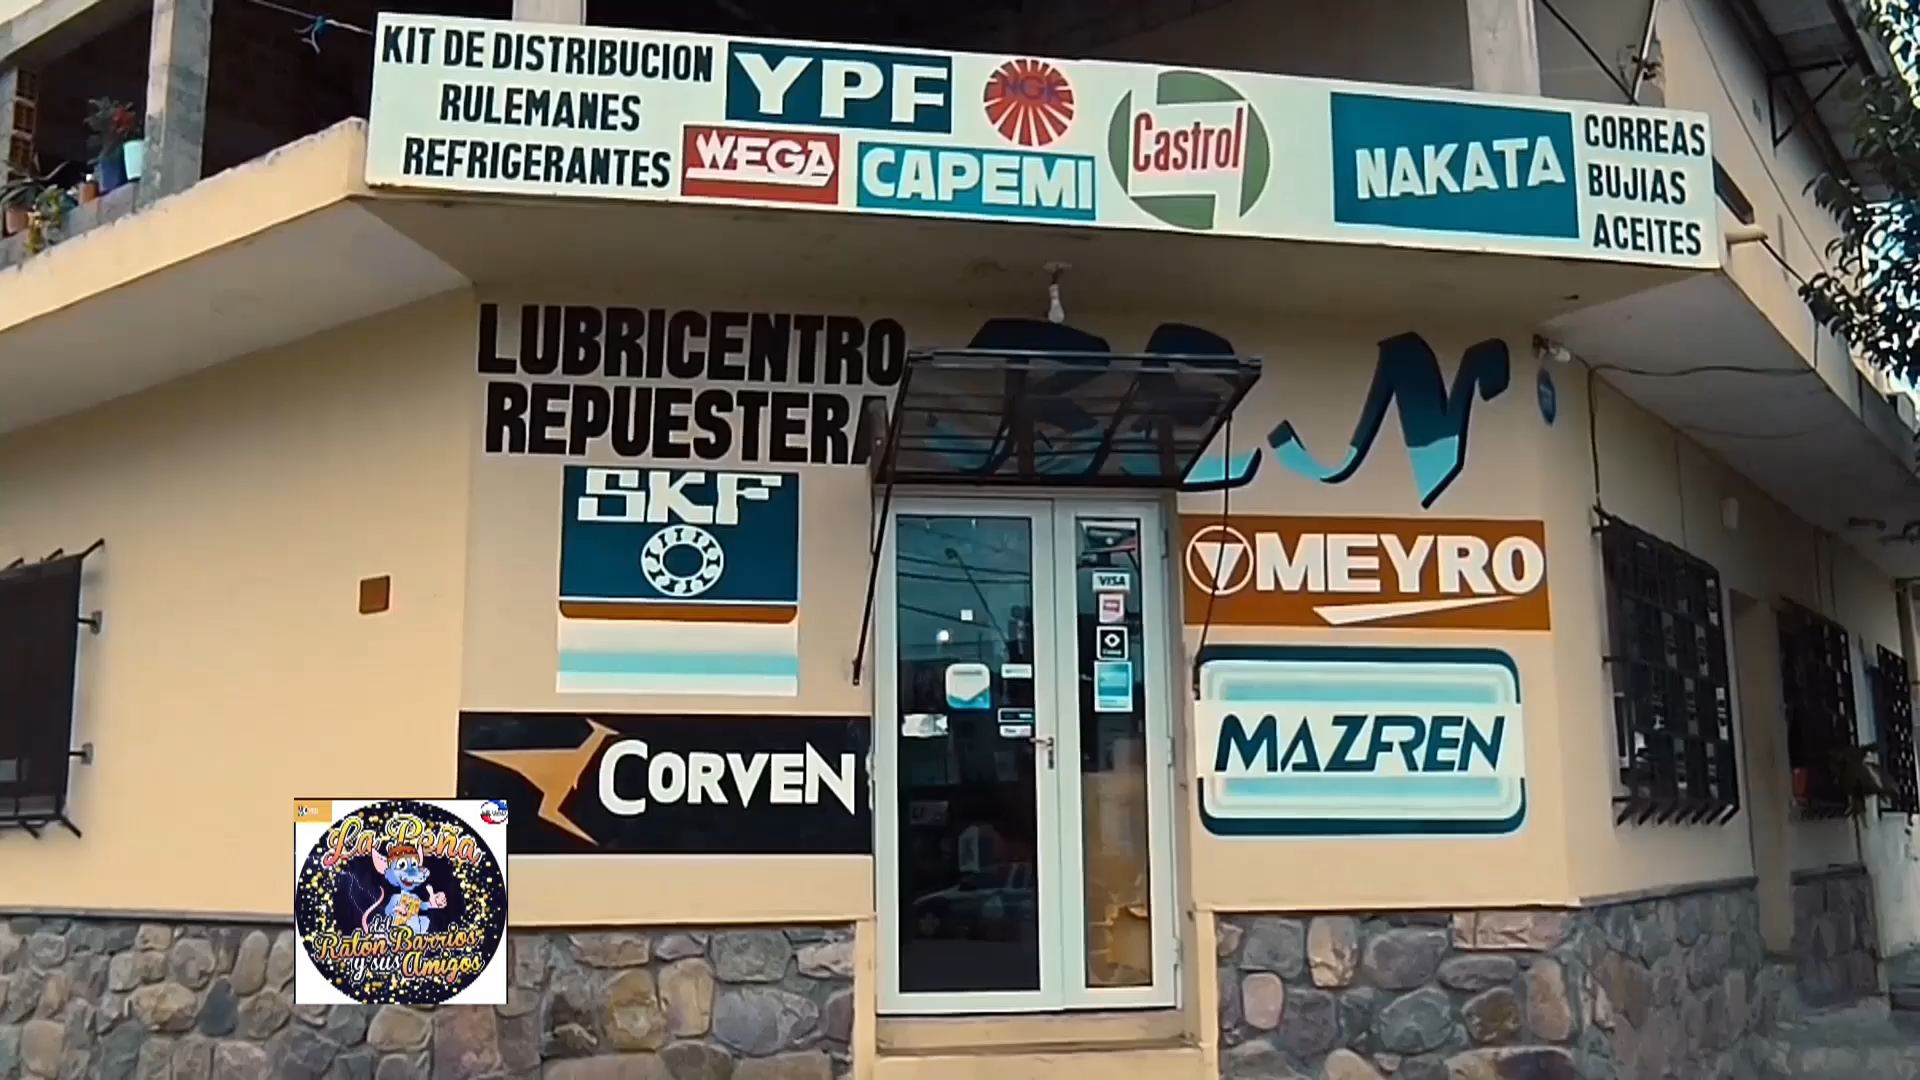 KIT DE DISTRIBUCION
RULEMANES
REFRIGERANTES
YPF
NGK
WEGA
CAPEMI
Castrol
NAKATA
CORREAS
BUJIAS
ACEITES
LUBRICENTRO
REPUESTERA
SKF
CORVEN
VISA
MEYRO
MAZFREN
La Peña
del
Ratón Barrios
y sus Amigos